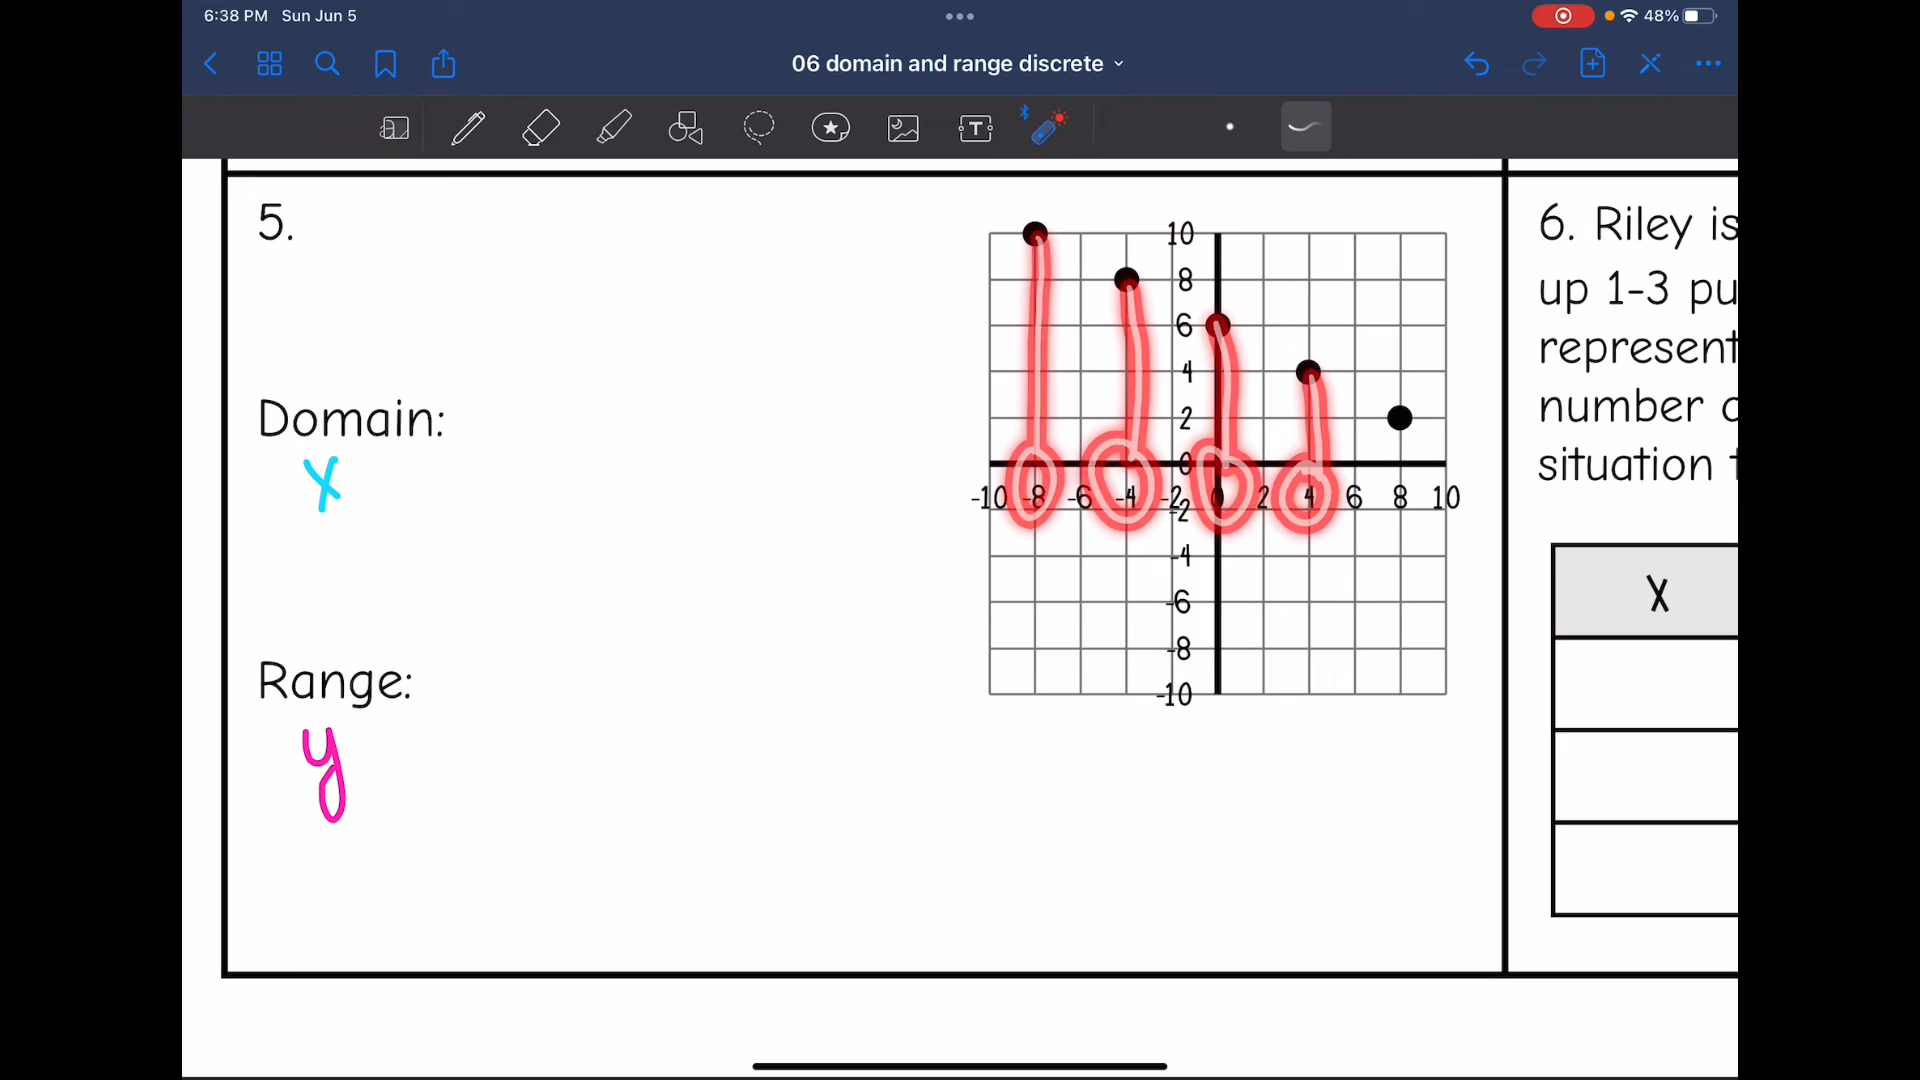 6:38 PM Sun Jun 5
48%
06 domain and range discrete
T
5.
Domain:
x
Range:
y
10
8
6
4
2
0
-10 -8 -6 -4 -2 0 2 4 6 8 10
-2
-4
-6
-8
-10
6. Riley is
up 1-3 pu
represent
number
situation
X